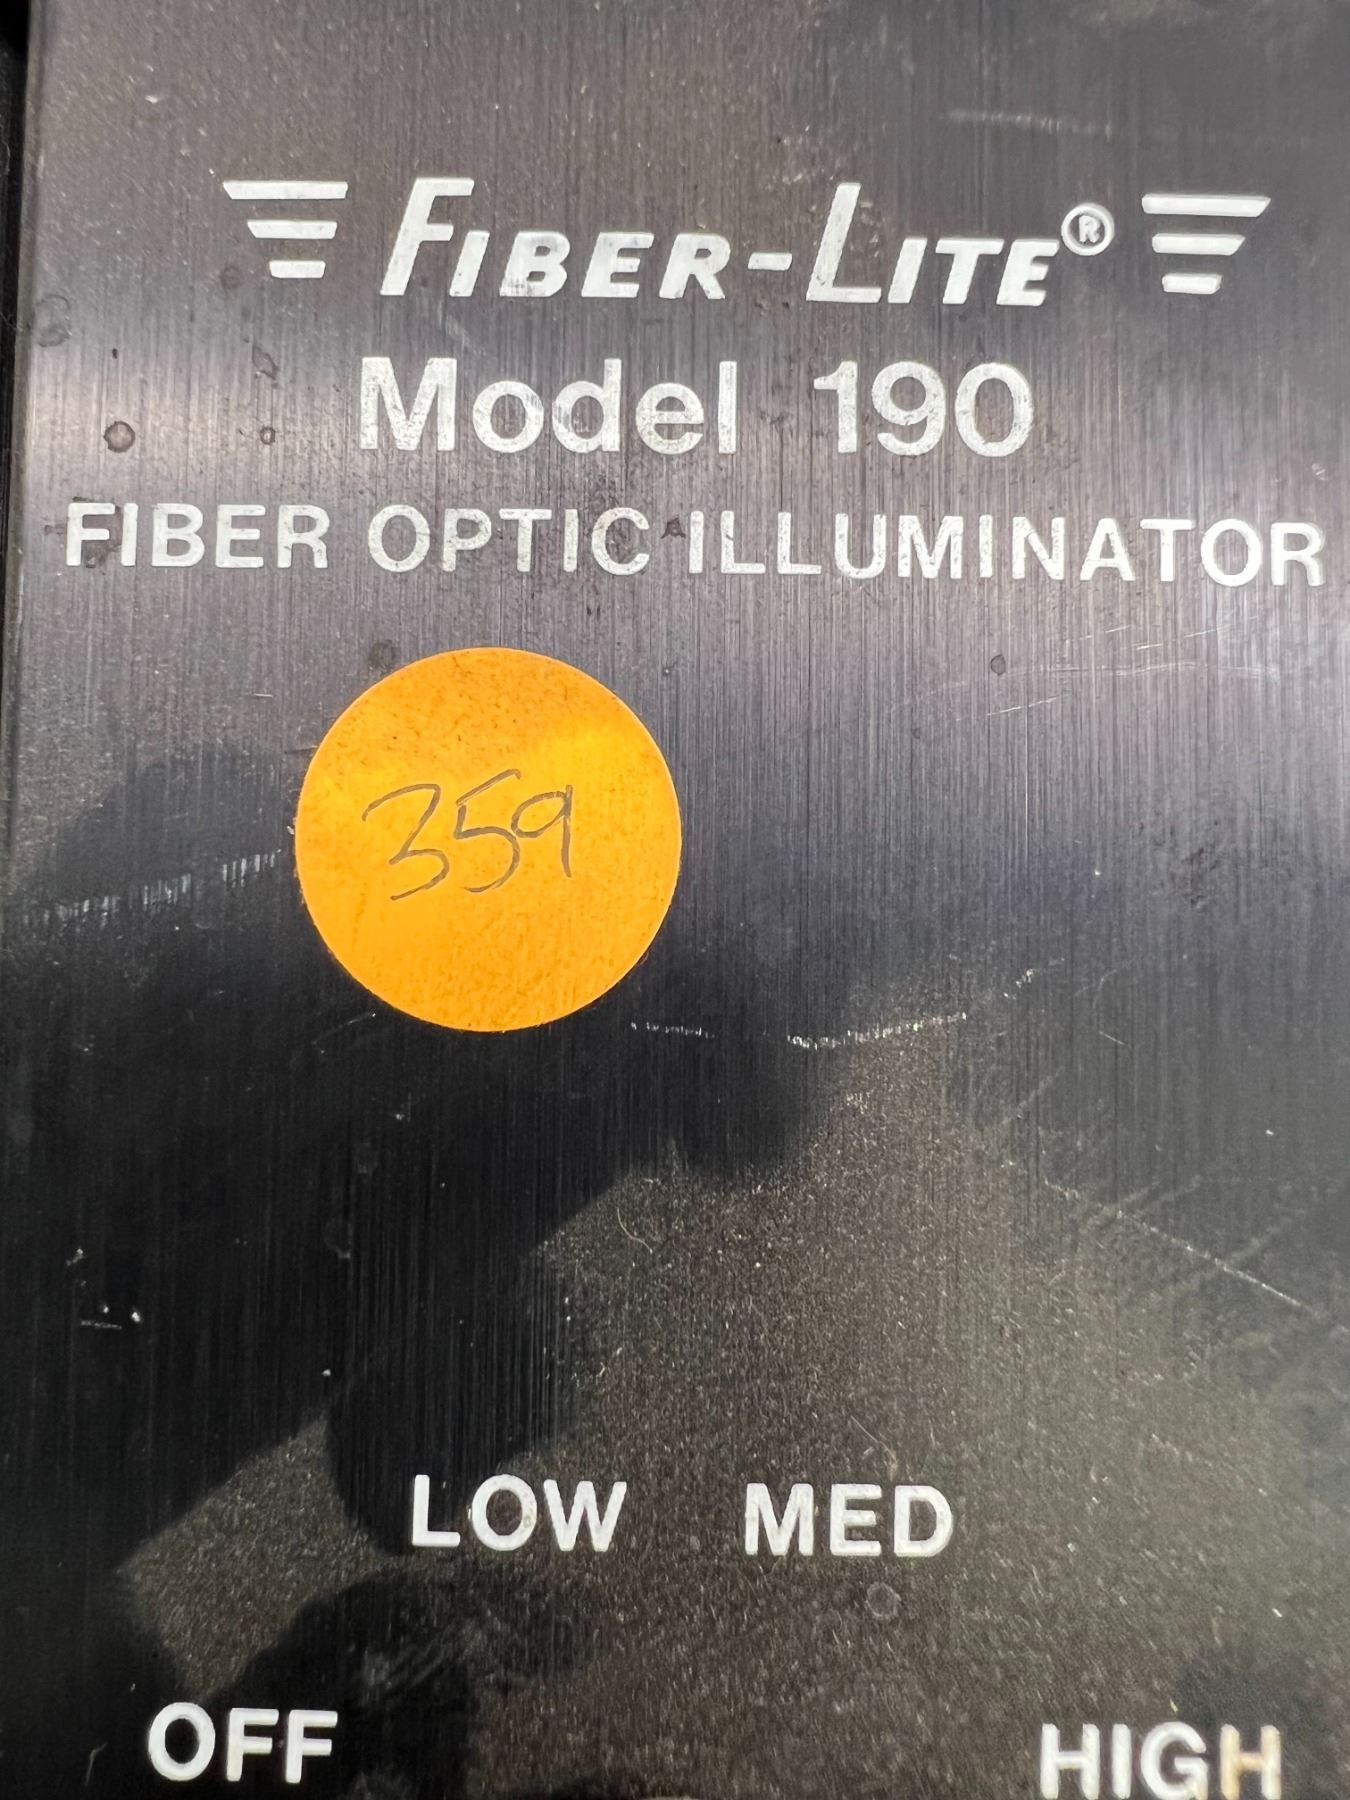 FIBER-LITE®
Model 190
FIBER OPTIC ILLUMINATOR
359
LOW MED
OFF HIGH